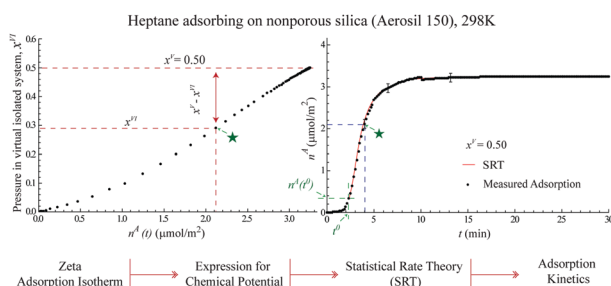 Heptane adsorbing on nonporous silica (Aerosil 150), 298K
Pressure in virtual isolated system, x^VI
0.6
0.5
0.4
0.3
0.2
0.1
0.0
x^V = 0.50
x^V - x^VI
x^VI
0.0 0.5 1.0 1.5 2.0 2.5 3.0
n^A(t) (μmol/m²)
n^A (μmol/m²)
4
3
2
1
0
n^A(t⁰)
x^V = 0.50
SRT
Measured Adsorption
0 5 10 15 20 25 30
t⁰
t (min)
Zeta
Adsorption Isotherm
Expression for
Chemical Potential
Statistical Rate Theory
(SRT)
Adsorption
Kinetics